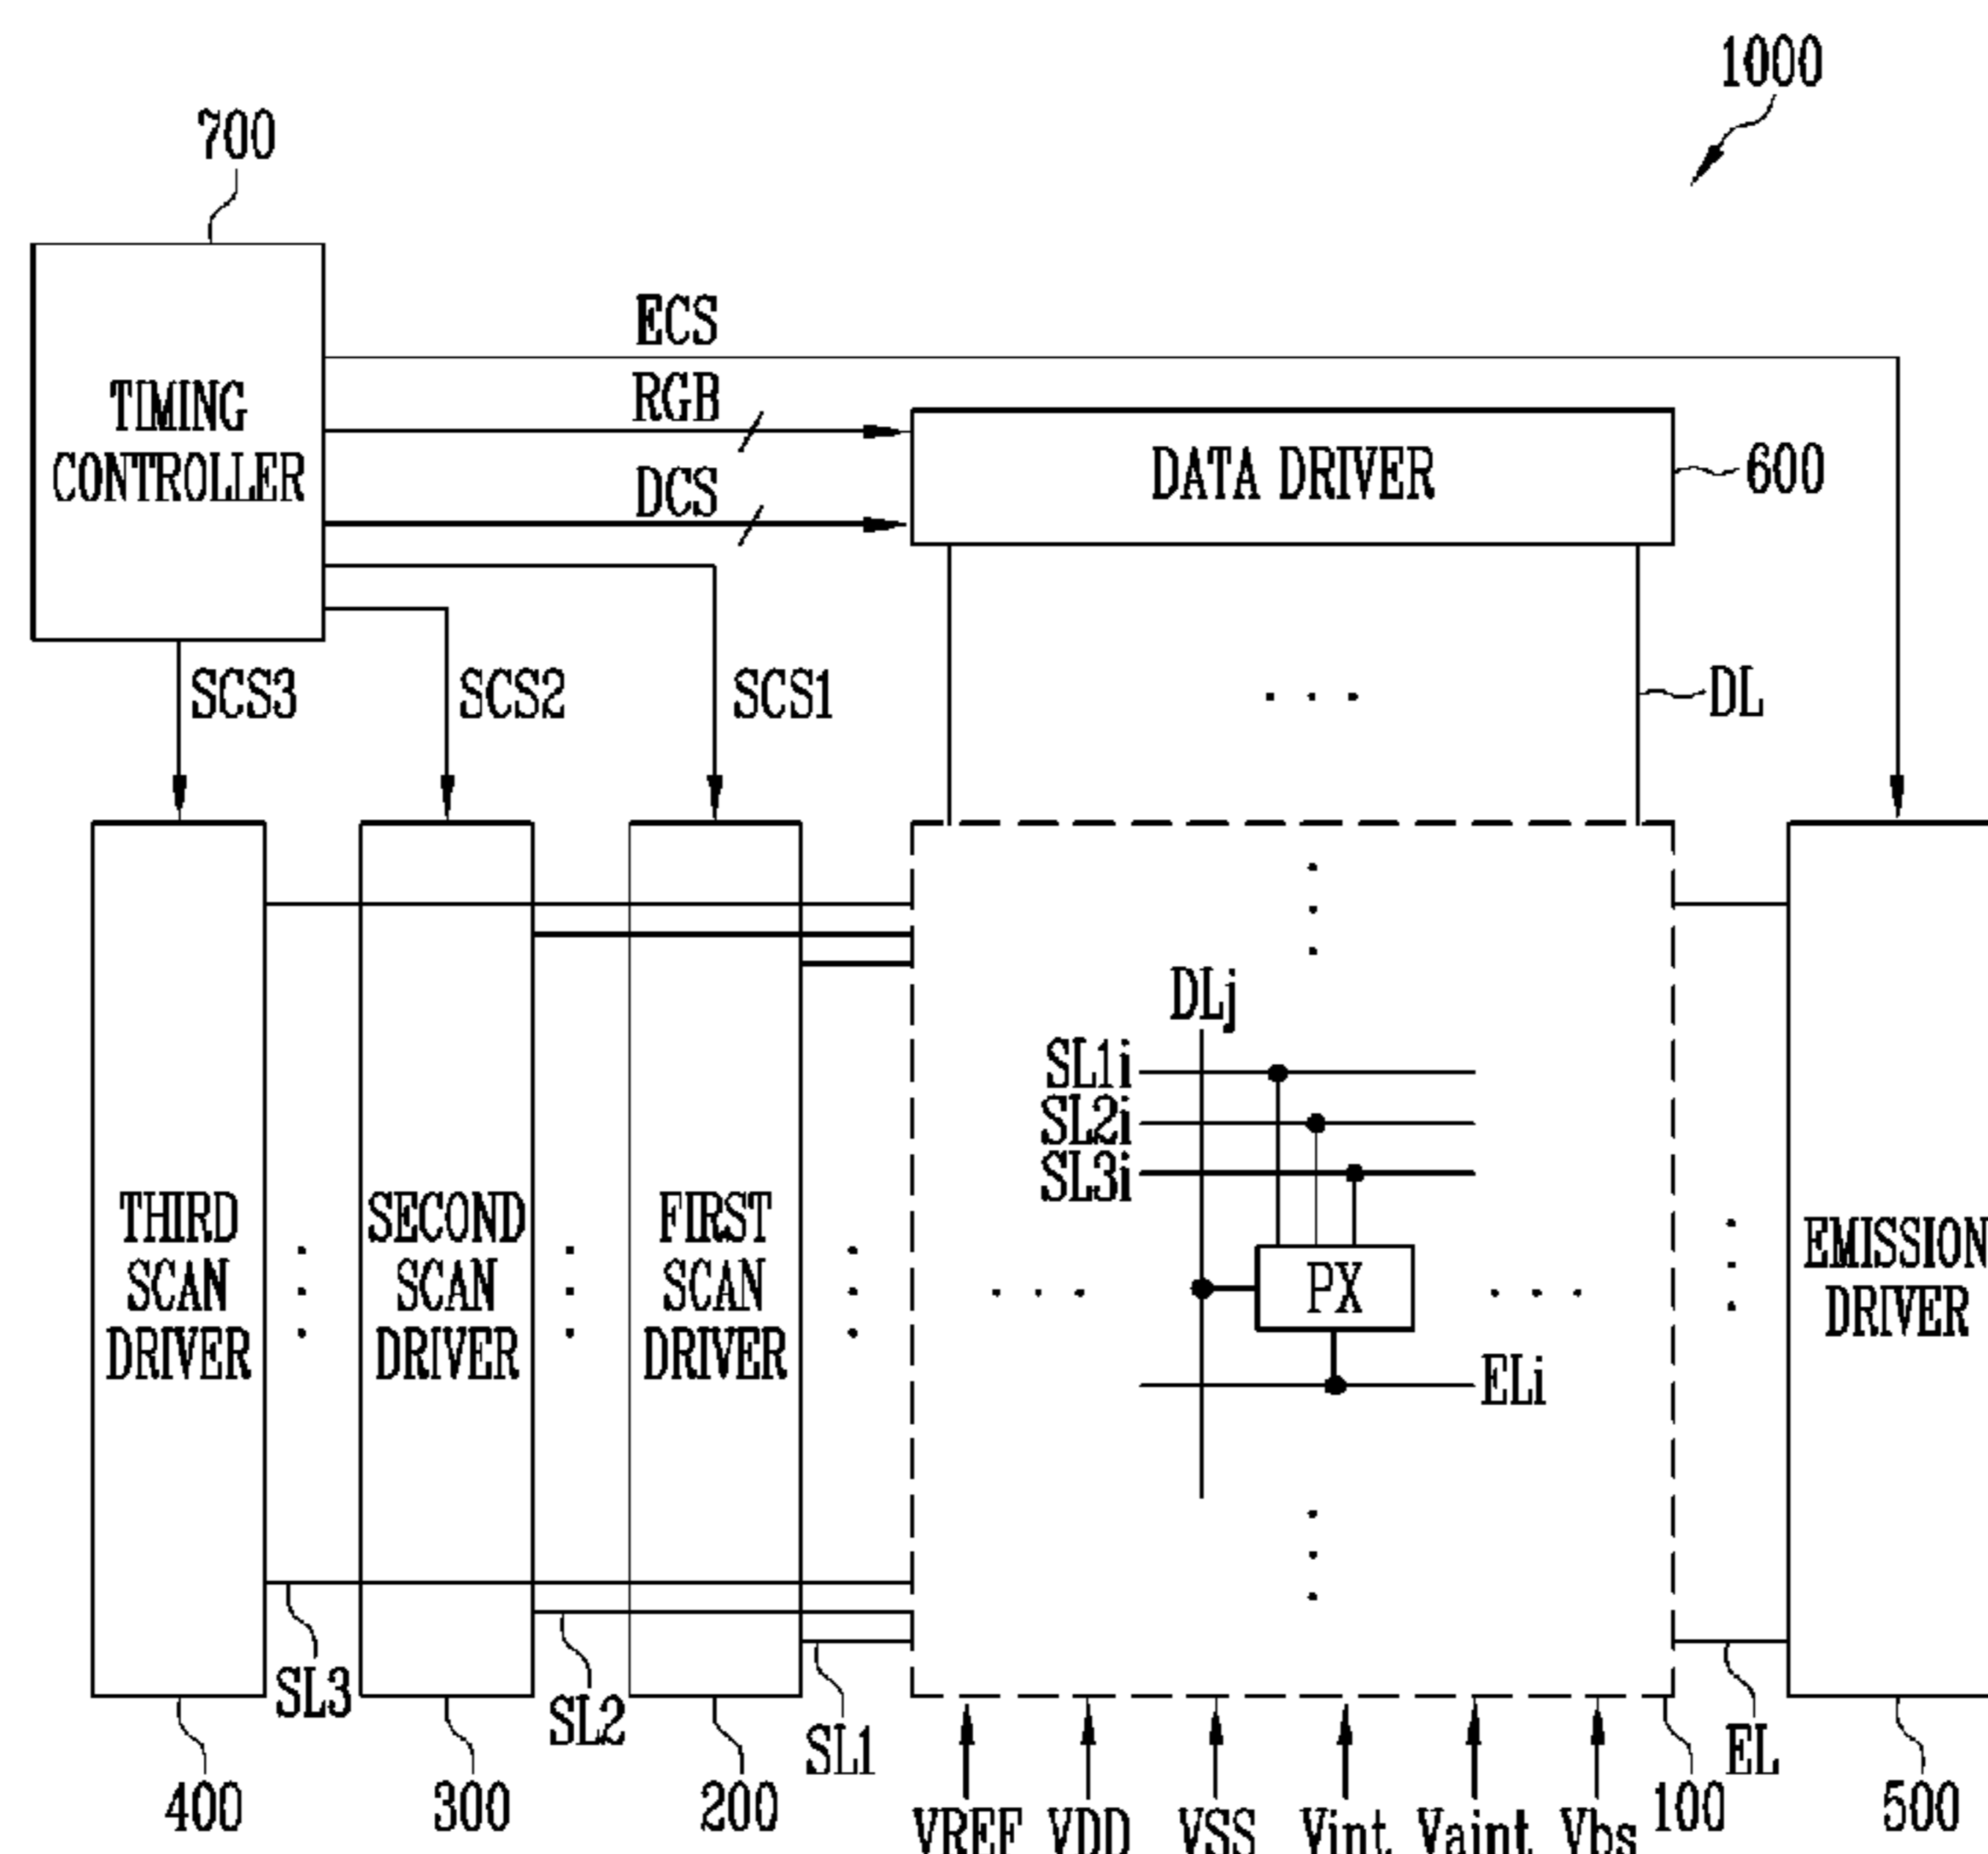 1000
700
ECS
RGB
TIMING
CONTROLLER
DATA DRIVER
600
DCS
SCS3
SCS2
SCS1
DL
DLj
SL1i
SL2i
SL3i
THIRD
SCAN
DRIVER
SECOND
SCAN
DRIVER
FIRST
SCAN
DRIVER
PX
EMISSION
DRIVER
ELi
SL3
SL2
SL1
EL
400
300
200
VREF
VDD
VSS
Vint
Vaint
Vbs
100
500